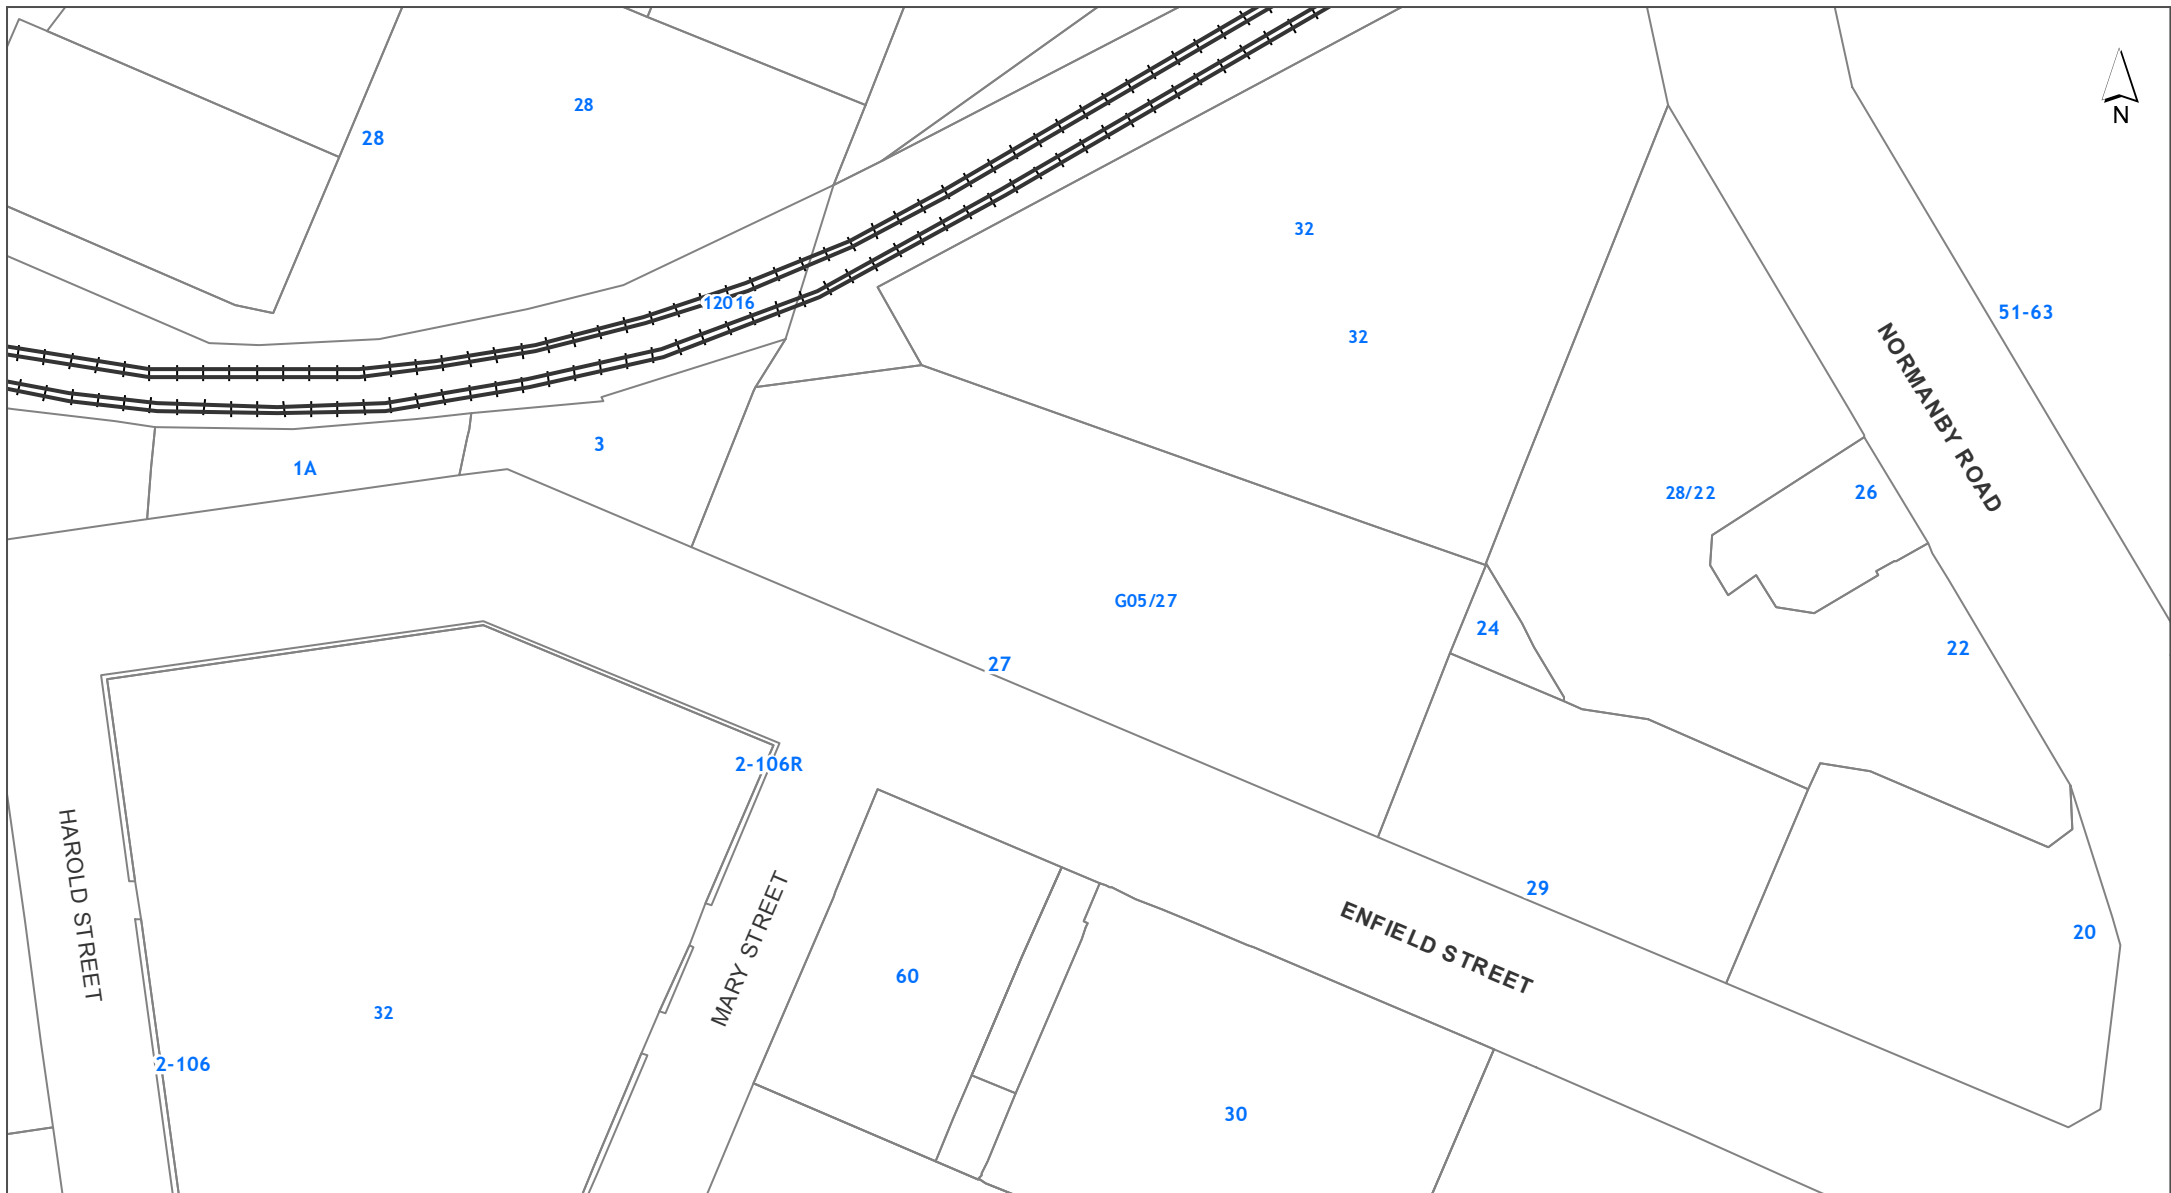 28
28
N
32
12016
51-63
32
NORMANBY ROAD
3
1A
28/22
26
G05/27
24
22
27
2-106R
HAROLD STREET
MARY STREET
29
ENFIELD STREET
20
60
32
2-106
30